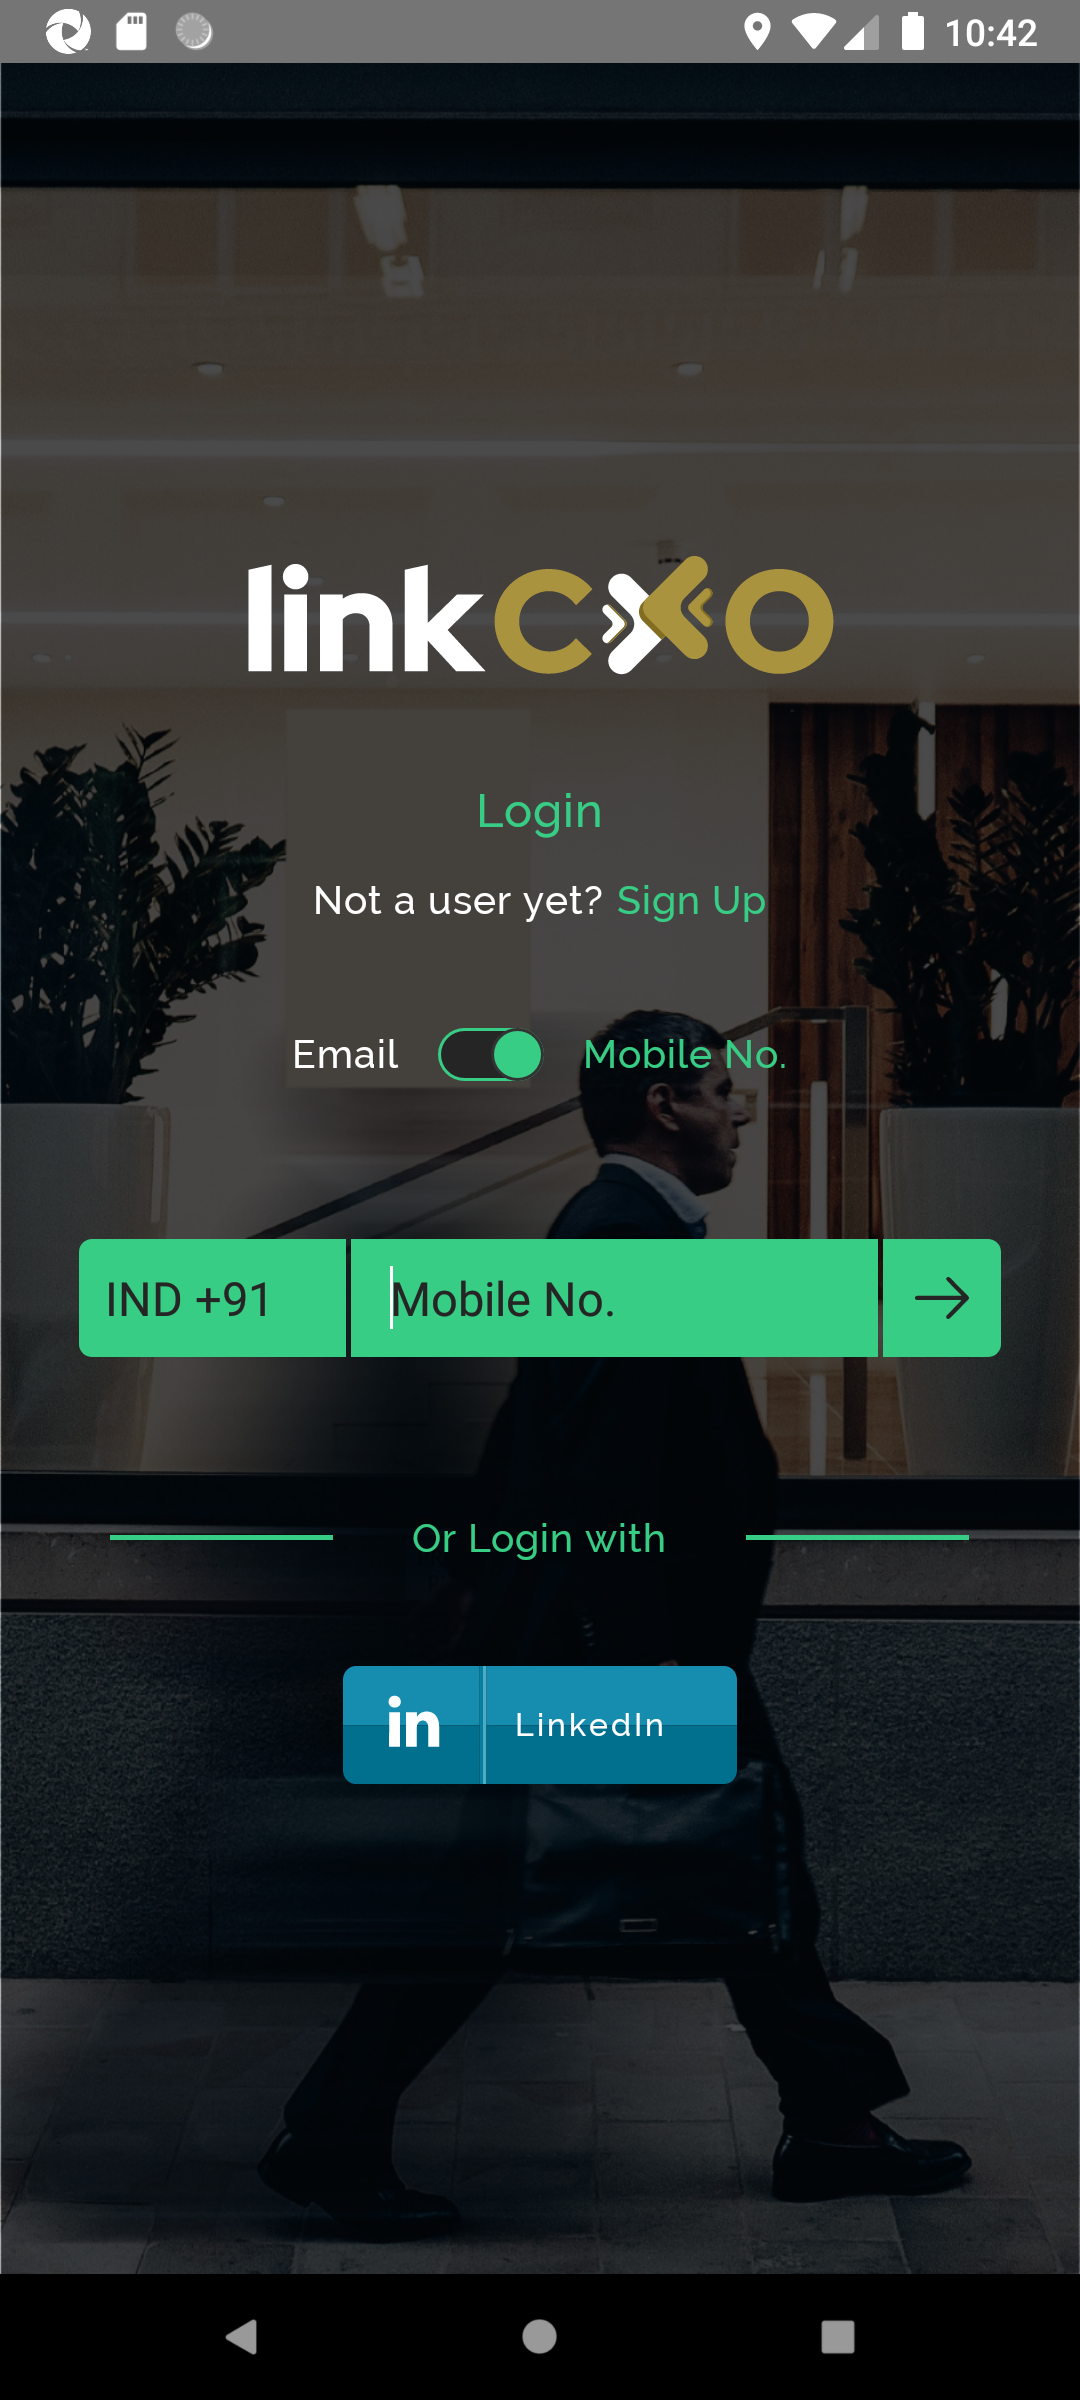 10:42
linkCXO
Login
Not a user yet? Sign Up
Email
Mobile No.
IND +91
Mobile No.
Or Login with
in LinkedIn